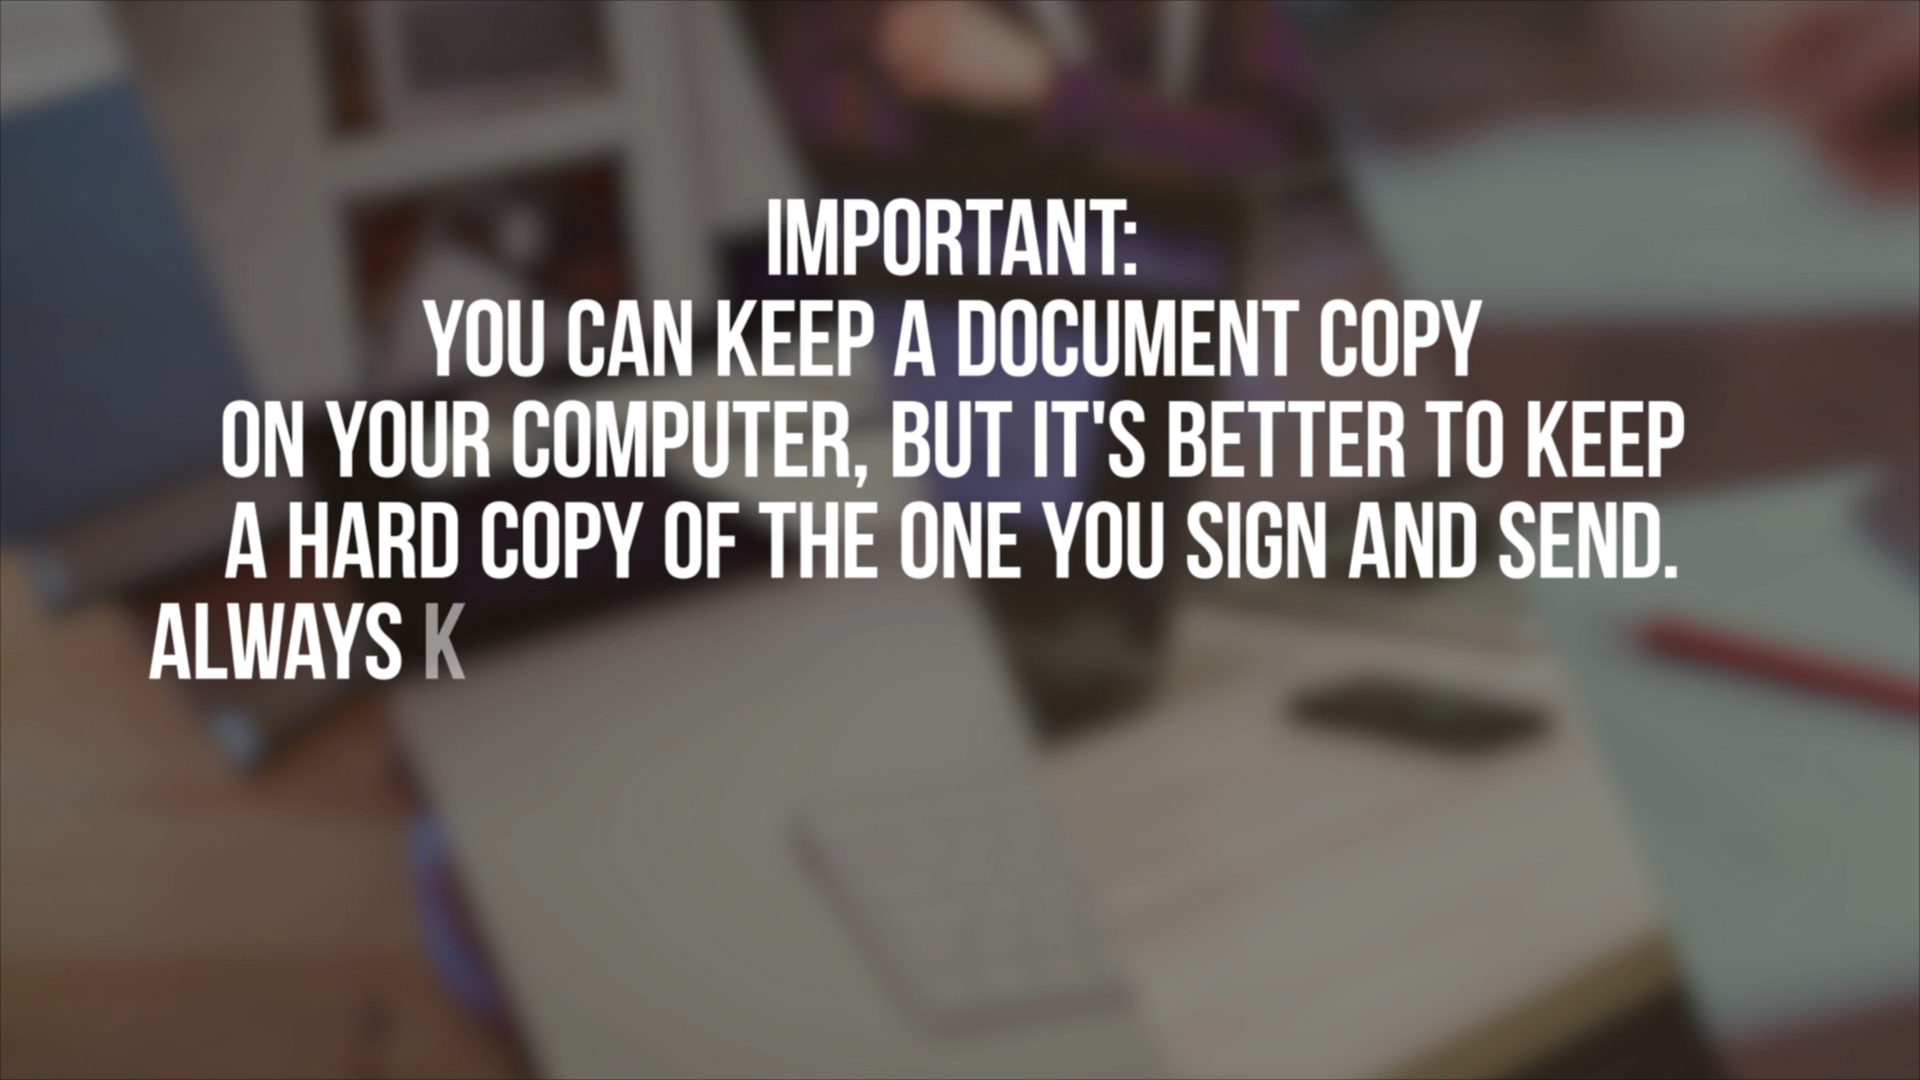 IMPORTANT:
YOU CAN KEEP A DOCUMENT COPY
ON YOUR COMPUTER, BUT IT'S BETTER TO KEEP
A HARD COPY OF THE ONE YOU SIGN AND SEND.
ALWAYS K